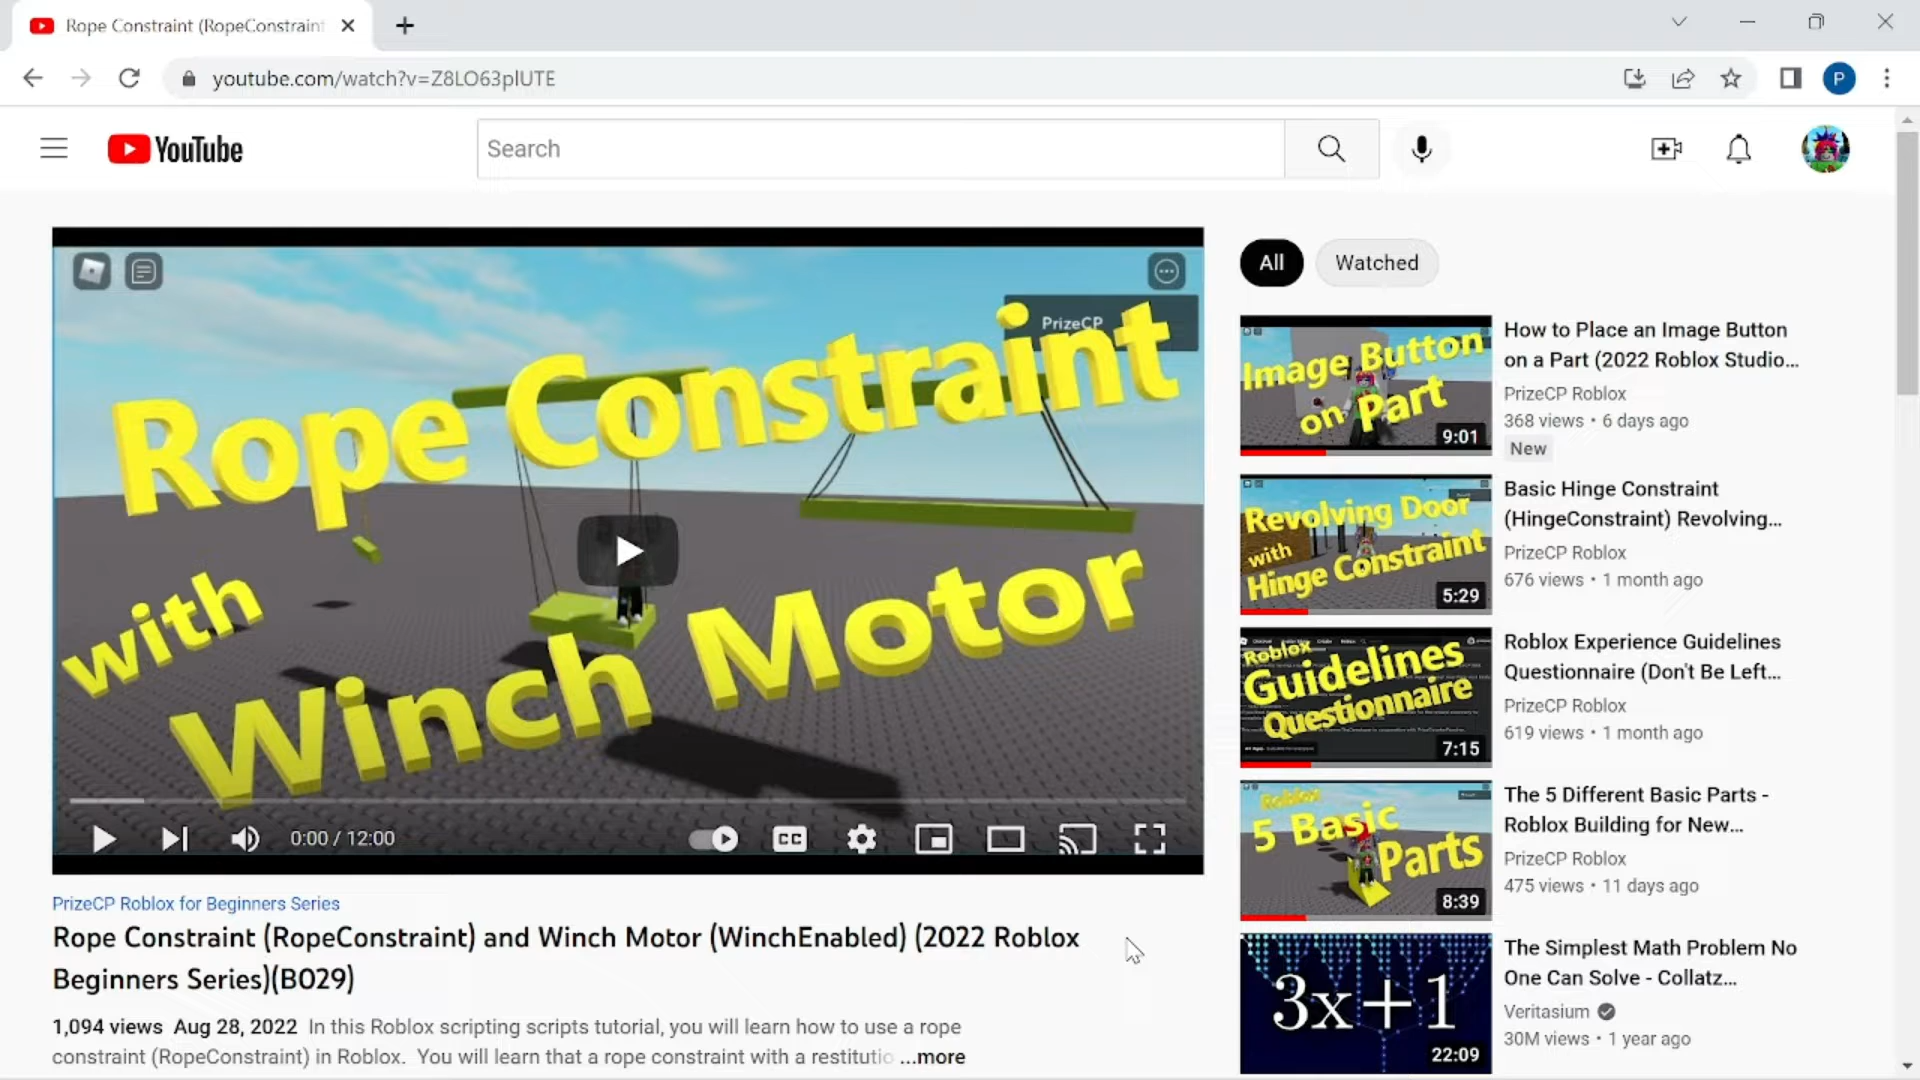 Rope Constraint (RopeConstraint
youtube.com/watch?v=Z8LO63plUTE
P
YouTube
Search
PrizeCP
Rope Constraint
with
Winch Motor
0:00 / 12:00
CC
PrizeCP Roblox for Beginners Series
Rope Constraint (RopeConstraint) and Winch Motor (WinchEnabled) (2022 Roblox
Beginners Series)(B029)
1,094 views Aug 28, 2022 In this Roblox scripting scripts tutorial, you will learn how to use a rope
constraint (RopeConstraint) in Roblox. You will learn that a rope constraint with a restitutio ...more
All
Watched
Image Button
on Part
9:01
How to Place an Image Button
on a Part (2022 Roblox Studio...
PrizeCP Roblox
368 views • 6 days ago
New
Revolving Door
with
Hinge Constraint
5:29
Basic Hinge Constraint
(HingeConstraint) Revolving...
PrizeCP Roblox
676 views • 1 month ago
Roblox
Guidelines
Questionnaire
7:15
Roblox Experience Guidelines
Questionnaire (Don't Be Left...
PrizeCP Roblox
619 views • 1 month ago
Roblox
5 Basic
Parts
8:39
The 5 Different Basic Parts -
Roblox Building for New...
PrizeCP Roblox
475 views • 11 days ago
3x+1
22:09
The Simplest Math Problem No
One Can Solve - Collatz...
Veritasium
30M views • 1 year ago